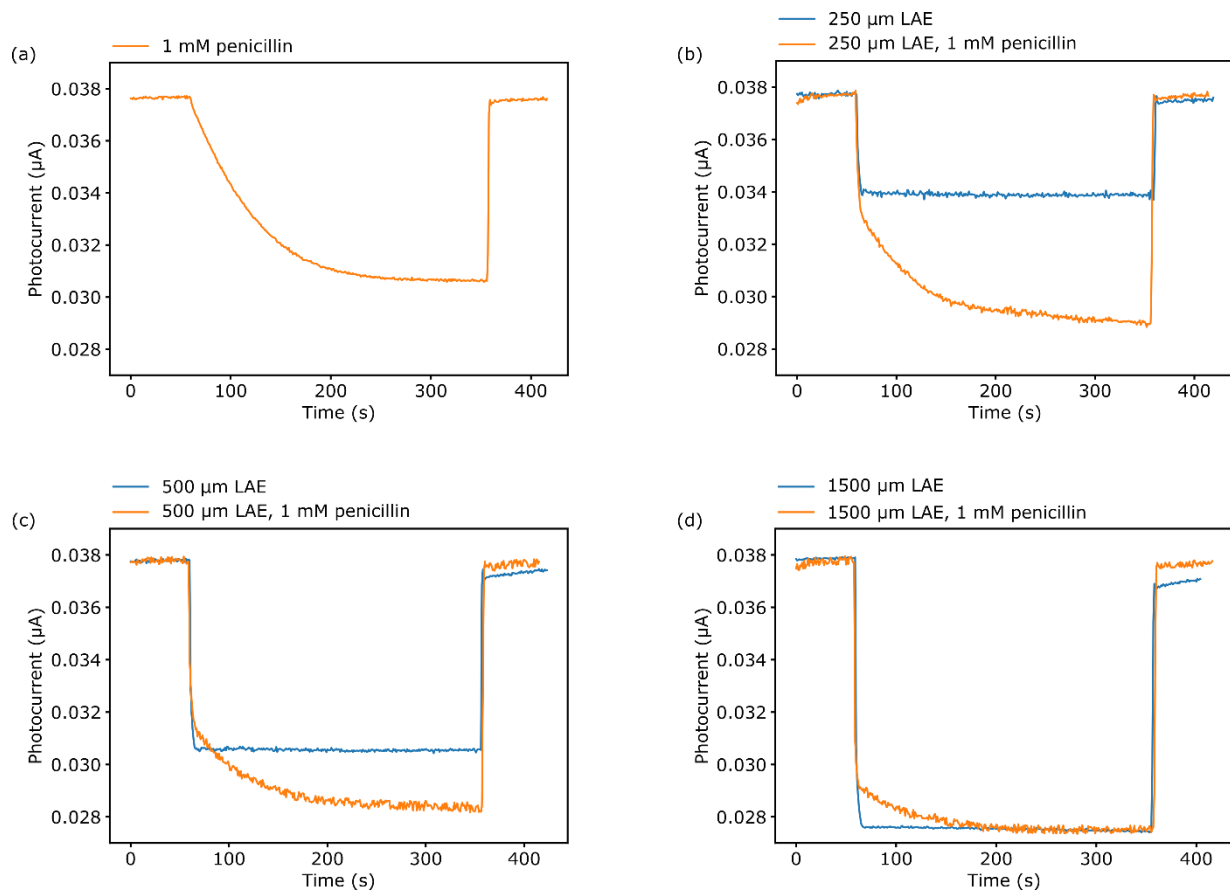 (a)
1 mM penicillin
0.038
0.036
0.034
0.032
0.030
0.028
Photocurrent (µA)
0 100 200 300 400
Time (s)
(b)
250 µm LAE
250 µm LAE, 1 mM penicillin
0.038
0.036
0.034
0.032
0.030
0.028
Photocurrent (µA)
0 100 200 300 400
Time (s)
(c)
500 µm LAE
500 µm LAE, 1 mM penicillin
0.038
0.036
0.034
0.032
0.030
0.028
Photocurrent (µA)
0 100 200 300 400
Time (s)
(d)
1500 µm LAE
1500 µm LAE, 1 mM penicillin
0.038
0.036
0.034
0.032
0.030
0.028
Photocurrent (µA)
0 100 200 300 400
Time (s)